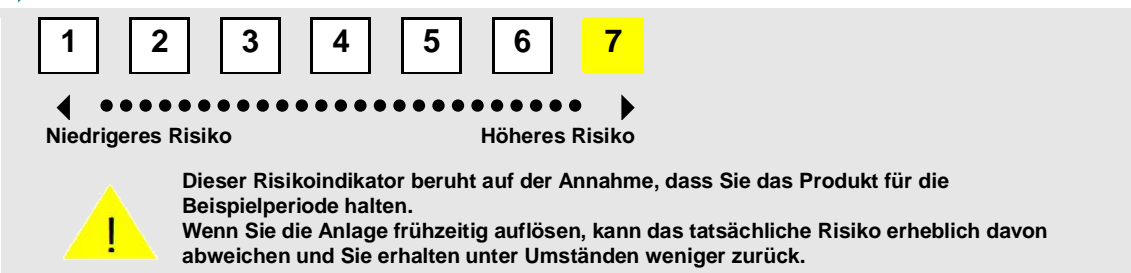 1 2 3 4 5 6 7
Niedrigeres Risiko Höheres Risiko
Dieser Risikoindikator beruht auf der Annahme, dass Sie das Produkt für die
Beispielperiode halten.
!
Wenn Sie die Anlage frühzeitig auflösen, kann das tatsächliche Risiko erheblich davon
abweichen und Sie erhalten unter Umständen weniger zurück.